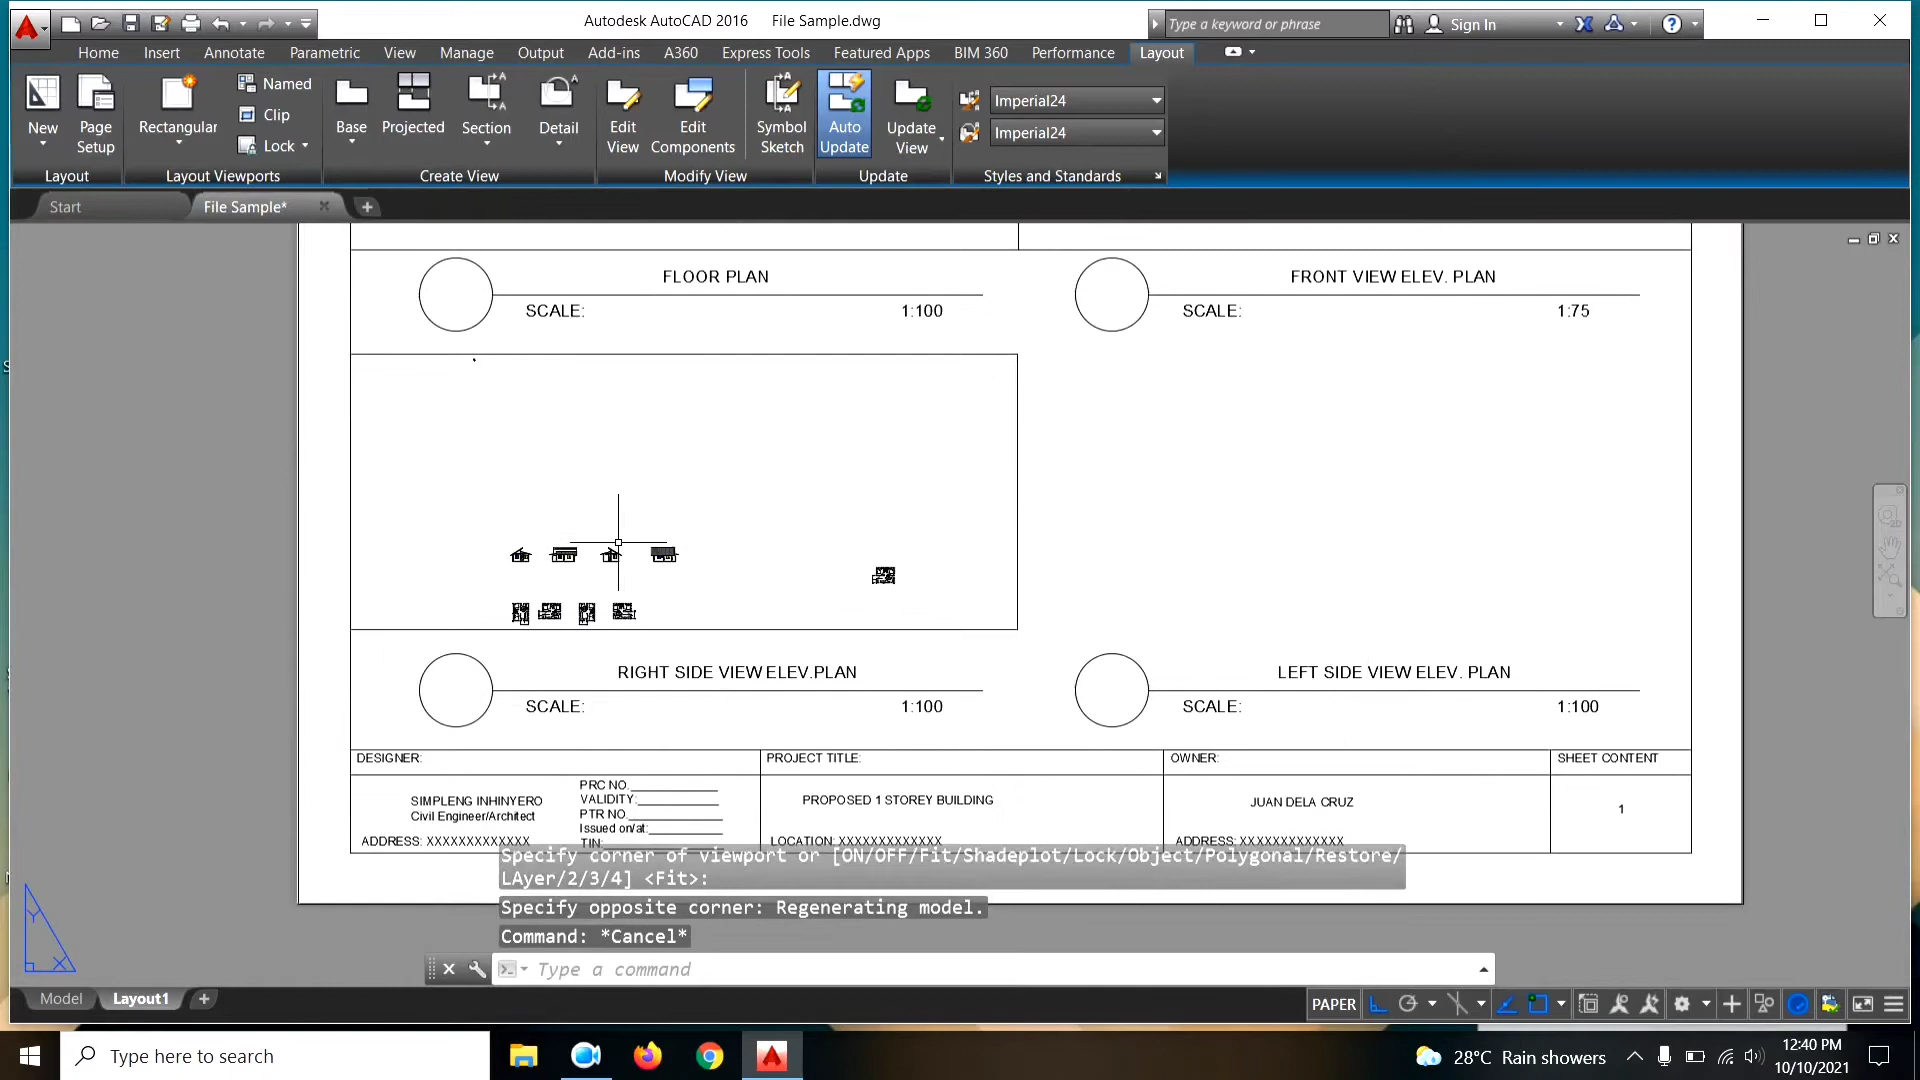 Autodesk AutoCAD 2016 File Sample.dwg
Type a keyword or phrase
Sign In
Home Insert Annotate Parametric View Manage Output Add-ins A360 Express Tools Featured Apps BIM 360 Performance Layout
New
Page
Setup
Rectangular
Named
Clip
Lock
Base
Projected
Section
Detail
Edit
View
Edit
Components
Symbol
Sketch
Auto
Update
Update
View
Imperial24
Imperial24
Layout
Layout Viewports
Create View
Modify View
Update
Styles and Standards
Start
File Sample*
FLOOR PLAN
SCALE: 1:100
FRONT VIEW ELEV. PLAN
SCALE: 1:75
RIGHT SIDE VIEW ELEV.PLAN
SCALE: 1:100
LEFT SIDE VIEW ELEV. PLAN
SCALE: 1:100
DESIGNER:
SIMPLENG INHINYERO
Civil Engineer/Architect
ADDRESS: XXXXXXXXXXXXX
PRC NO.
VALIDITY:
PTR NO.
Issued on/at:
TIN:
PROJECT TITLE:
PROPOSED 1 STOREY BUILDING
LOCATION: XXXXXXXXXXXXX
OWNER:
JUAN DELA CRUZ
ADDRESS: XXXXXXXXXXXXX
SHEET CONTENT
1
Specify corner of viewport or [ON/OFF/Fit/Shadeplot/Lock/Object/Polygonal/Restore/
LAyer/2/3/4] <Fit>:
Specify opposite corner: Regenerating model.
Command: *Cancel*
Type a command
Y
X
2D
Model
Layout1
PAPER
Type here to search
28°C Rain showers
12:40 PM
10/10/2021